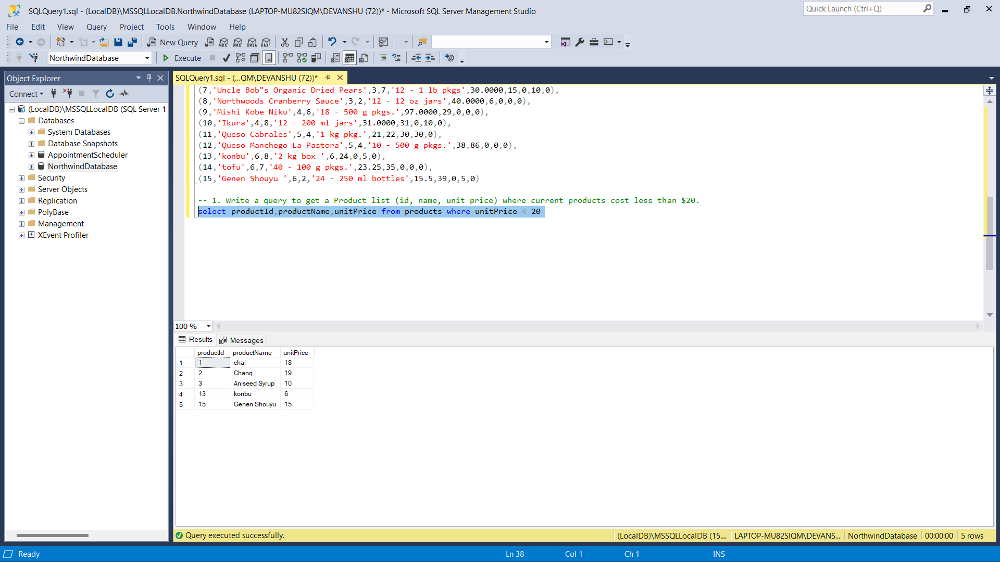 SQLQuery1.sql - (LocalDB)\MSSQLLocalDB.NorthwindDatabase (LAPTOP-MU82SIQM\DEVANSHU (72))* - Microsoft SQL Server Management Studio
Quick Launch (Ctrl+Q)
File Edit View Query Project Tools Window Help
New Query MDX DMX XMLA DAX
NorthwindDatabase Execute
Object Explorer
SQLQuery1.sql - (...QM\DEVANSHU (72))*
Connect
(LocalDB)\MSSQLLocalDB (SQL Server 15
Databases
System Databases
Database Snapshots
AppointmentScheduler
NorthwindDatabase
Security
Server Objects
Replication
PolyBase
Management
XEvent Profiler
(7,'Uncle Bob"s Organic Dried Pears',3,7,'12 - 1 lb pkgs',30.0000,15,0,10,0),
(8,'Northwoods Cranberry Sauce',3,2,'12 - 12 oz jars',40.0000,6,0,0,0),
(9,'Mishi Kobe Niku',4,6,'18 - 500 g pkgs.',97.0000,29,0,0,0),
(10,'Ikura',4,8,'12 - 200 ml jars',31.0000,31,0,10,0),
(11,'Queso Cabrales',5,4,'1 kg pkg.',21,22,30,30,0),
(12,'Queso Manchego La Pastora',5,4,'10 - 500 g pkgs.',38,86,0,0,0),
(13,'konbu',6,8,'2 kg box ',6,24,0,5,0),
(14,'tofu',6,7,'40 - 100 g pkgs.',23.25,35,0,0,0),
(15,'Genen Shouyu ',6,2,'24 - 250 ml bottles',15.5,39,0,5,0)
-- 1. Write a query to get a Product list (id, name, unit price) where current products cost less than $20.
select productId,productName,unitPrice from products where unitPrice < 20
100 %
Results Messages
productId productName unitPrice
1 1 chai 18
2 2 Chang 19
3 3 Aniseed Syrup 10
4 13 konbu 6
5 15 Genen Shouyu 15
Query executed successfully.
(LocalDB)\MSSQLLocalDB (15.... LAPTOP-MU82SIQM\DEVANS... NorthwindDatabase 00:00:00 5 rows
Ready Ln 38 Col 1 Ch 1 INS